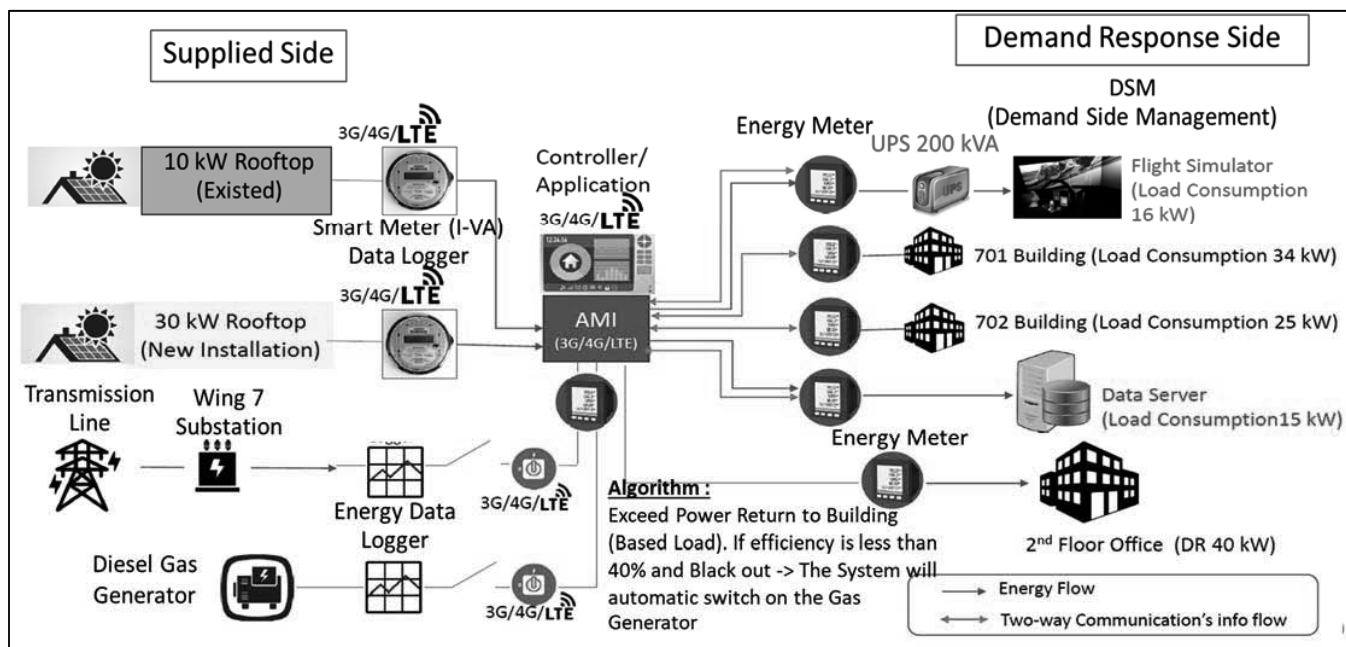 Supplied Side
Demand Response Side
DSM
(Demand Side Management)
3G/4G/LTE
10 kW Rooftop
(Existed)
Smart Meter (I-VA)
Data Logger
3G/4G/LTE
30 kW Rooftop
(New Installation)
Controller/
Application
3G/4G/LTE
12:24:56
AMI
(3G/4G/LTE)
Energy Meter
UPS 200 kVA
UPS
Flight Simulator
(Load Consumption
16 kW)
701 Building (Load Consumption 34 kW)
702 Building (Load Consumption 25 kW)
Data Server
(Load Consumption15 kW)
Energy Meter
2nd Floor Office (DR 40 kW)
Transmission
Line
Wing 7
Substation
Energy Data
Logger
3G/4G/LTE
Diesel Gas
Generator
3G/4G/LTE
Algorithm :
Exceed Power Return to Building
(Based Load). If efficiency is less than
40% and Black out -> The System will
automatic switch on the Gas
Generator
Energy Flow
Two-way Communication's info flow